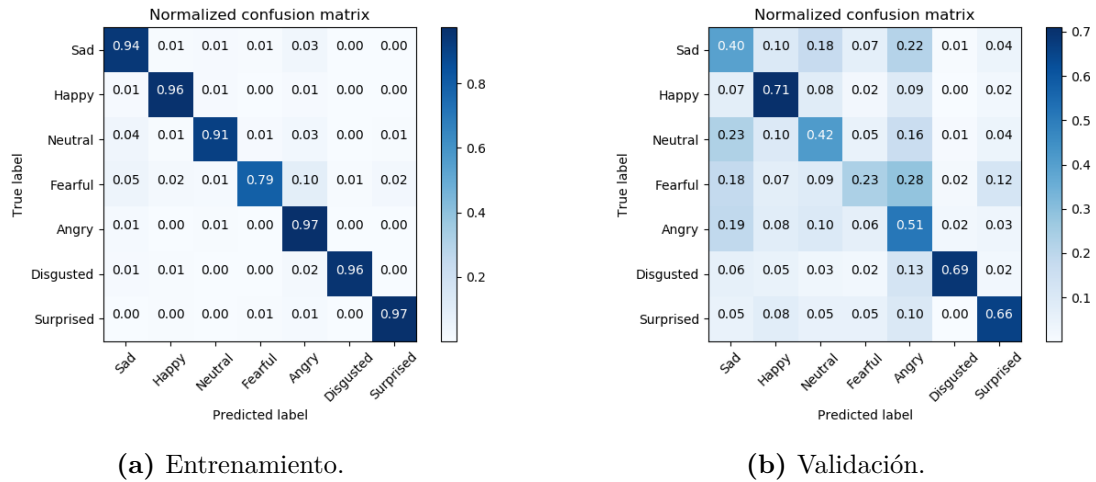 Normalized confusion matrix
True label
Sad 0.94 0.01 0.01 0.01 0.03 0.00 0.00
Happy 0.01 0.96 0.01 0.00 0.01 0.00 0.00
Neutral 0.04 0.01 0.91 0.01 0.03 0.00 0.01
Fearful 0.05 0.02 0.01 0.79 0.10 0.01 0.02
Angry 0.01 0.00 0.01 0.00 0.97 0.00 0.00
Disgusted 0.01 0.01 0.00 0.00 0.02 0.96 0.00
Surprised 0.00 0.00 0.00 0.01 0.01 0.00 0.97
Sad Happy Neutral Fearful Angry Disgusted Surprised
Predicted label
0.8
0.6
0.4
0.2
(a) Entrenamiento.
Normalized confusion matrix
True label
Sad 0.40 0.10 0.18 0.07 0.22 0.01 0.04
Happy 0.07 0.71 0.08 0.02 0.09 0.00 0.02
Neutral 0.23 0.10 0.42 0.05 0.16 0.01 0.04
Fearful 0.18 0.07 0.09 0.23 0.28 0.02 0.12
Angry 0.19 0.08 0.10 0.06 0.51 0.02 0.03
Disgusted 0.06 0.05 0.03 0.02 0.13 0.69 0.02
Surprised 0.05 0.08 0.05 0.05 0.10 0.00 0.66
Sad Happy Neutral Fearful Angry Disgusted Surprised
Predicted label
0.7
0.6
0.5
0.4
0.3
0.2
0.1
(b) Validación.